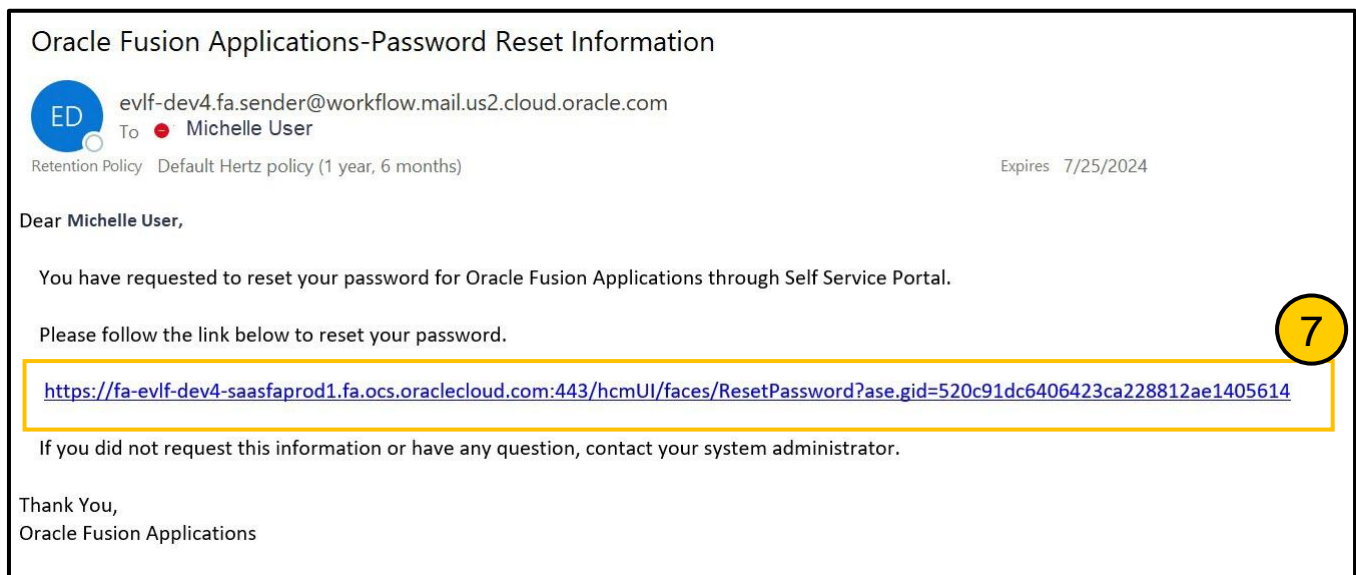 Oracle Fusion Applications-Password Reset Information
ED
evlf-dev4.fa.sender@workflow.mail.us2.cloud.oracle.com
To Michelle User
Retention Policy Default Hertz policy (1 year, 6 months) Expires 7/25/2024
Dear Michelle User,
You have requested to reset your password for Oracle Fusion Applications through Self Service Portal.
Please follow the link below to reset your password.
7
https://fa-evlf-dev4-saasfaprod1.fa.ocs.oraclecloud.com:443/hcmUI/faces/ResetPassword?ase.gid=520c91dc6406423ca228812ae1405614
If you did not request this information or have any question, contact your system administrator.
Thank You,
Oracle Fusion Applications